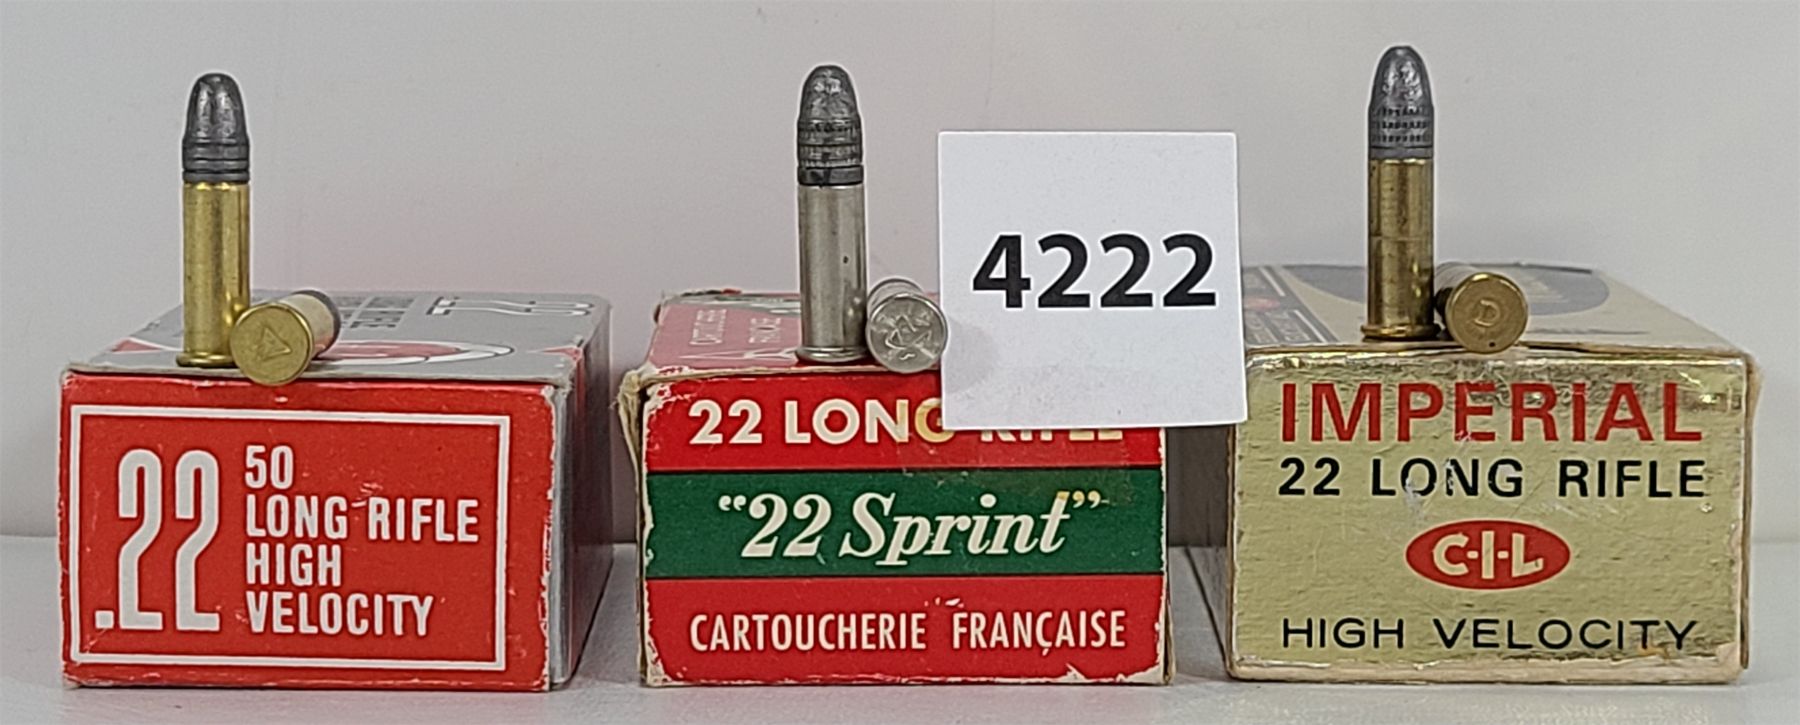 4222
.22
50
LONG RIFLE
HIGH
VELOCITY
22 LONG RIFLE
"22 Sprint"
CARTOUCHERIE FRANÇAISE
IMPERIAL
22 LONG RIFLE
C-I-L
HIGH VELOCITY
D